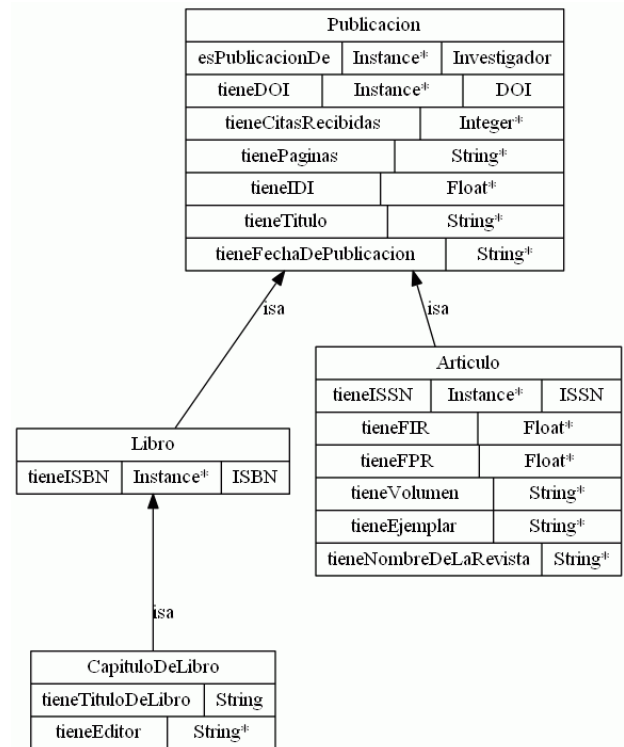 Publicacion
esPublicacionDe Instance* Investigador
tieneDOI Instance* DOI
tieneCitasRecibidas Integer*
tienePaginas String*
tieneIDI Float*
tieneTitulo String*
tieneFechaDePublicacion String*
isa
isa
Articulo
tieneISSN Instance* ISSN
tieneFIR Float*
tieneFPR Float*
tieneVolumen String*
tieneEjemplar String*
tieneNombreDeLaRevista String*
Libro
tieneISBN Instance* ISBN
isa
CapituloDeLibro
tieneTituloDeLibro String
tieneEditor String*